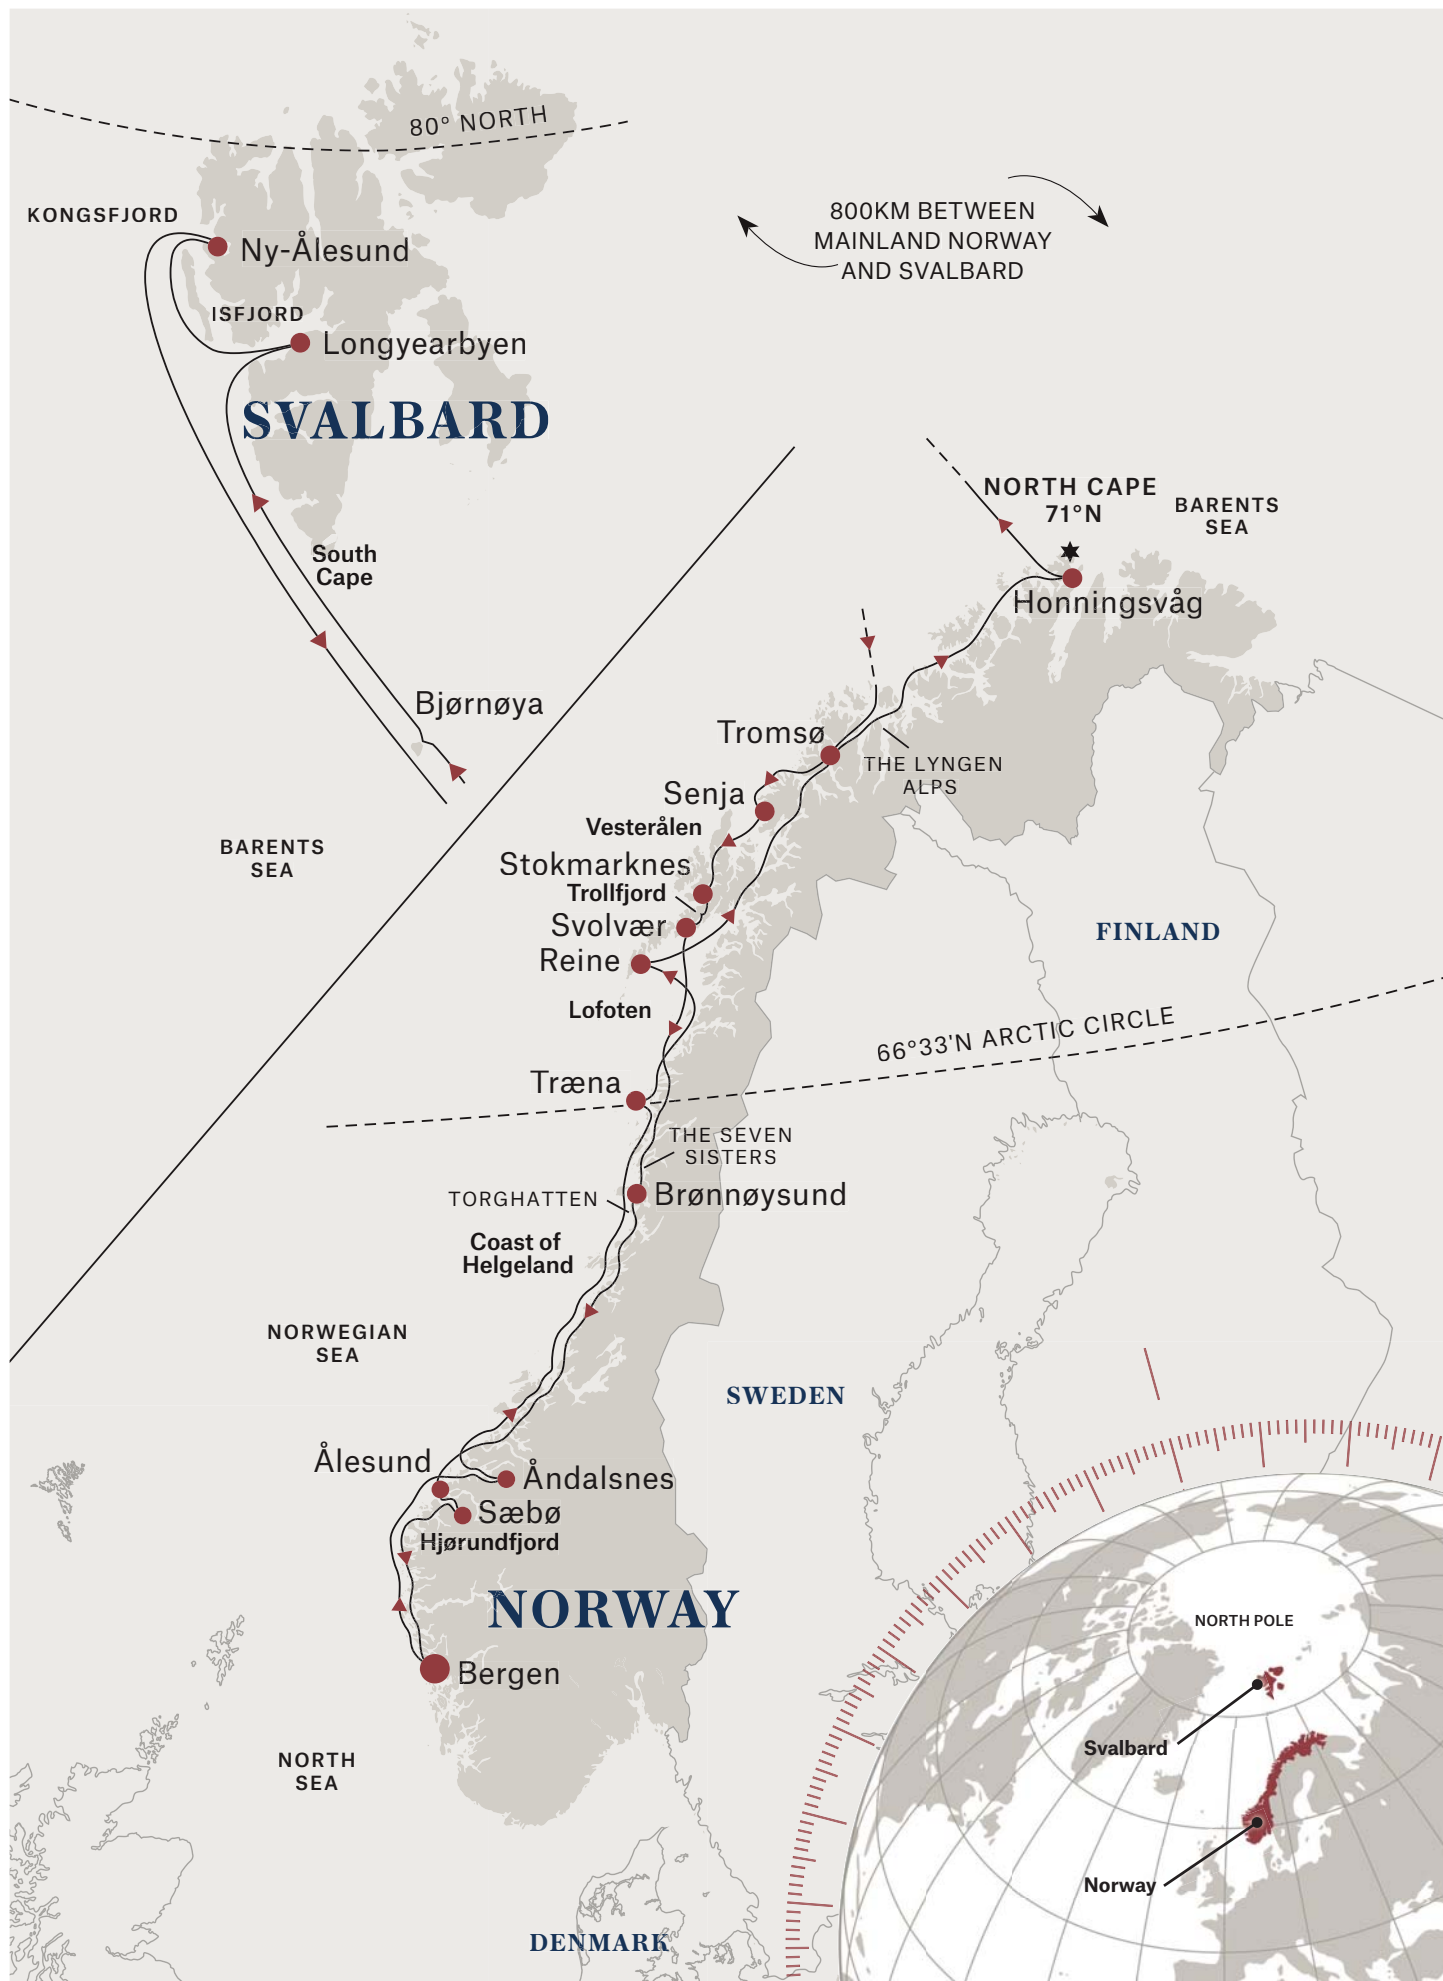 80° NORTH
KONGSFJORD
Ny-Ålesund
800KM BETWEEN
MAINLAND NORWAY
AND SVALBARD
ISFJORD
Longyearbyen
SVALBARD
NORTH CAPE
71°N
BARENTS
SEA
South
Cape
Honningsvåg
Bjørnøya
Tromsø
THE LYNGEN
ALPS
Senja
Vesterålen
BARENTS
SEA
Stokmarknes
Trollfjord
Svolvær
FINLAND
Reine
Lofoten
66°33'N ARCTIC CIRCLE
Træna
THE SEVEN
SISTERS
TORGHATTEN
Brønnøysund
Coast of
Helgeland
NORWEGIAN
SEA
SWEDEN
Ålesund
Åndalsnes
Sæbø
Hjørundfjord
NORWAY
NORTH POLE
Bergen
Svalbard
NORTH
SEA
Norway
DENMARK